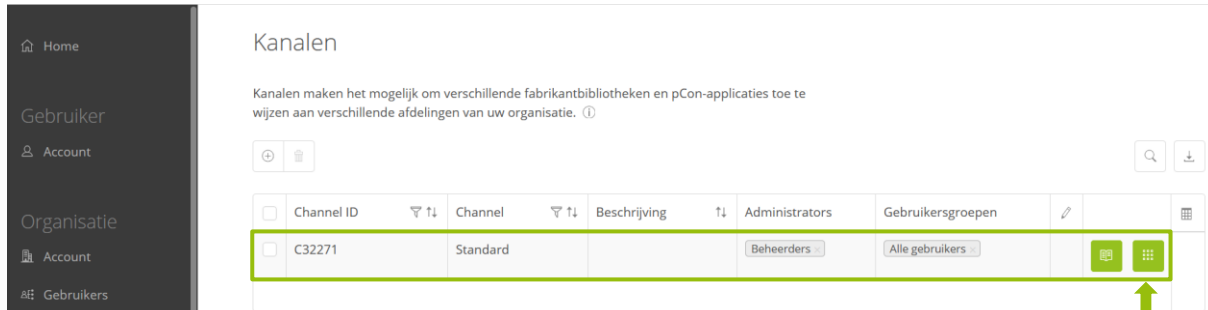 Home
Gebruiker
Account
Organisatie
Account
Gebruikers
Kanalen
Kanalen maken het mogelijk om verschillende fabrikantbibliotheken en pCon-applicaties toe te
wijzen aan verschillende afdelingen van uw organisatie.
Channel ID Channel Beschrijving Administrators Gebruikersgroepen
C32271 Standard Beheerders × Alle gebruikers ×